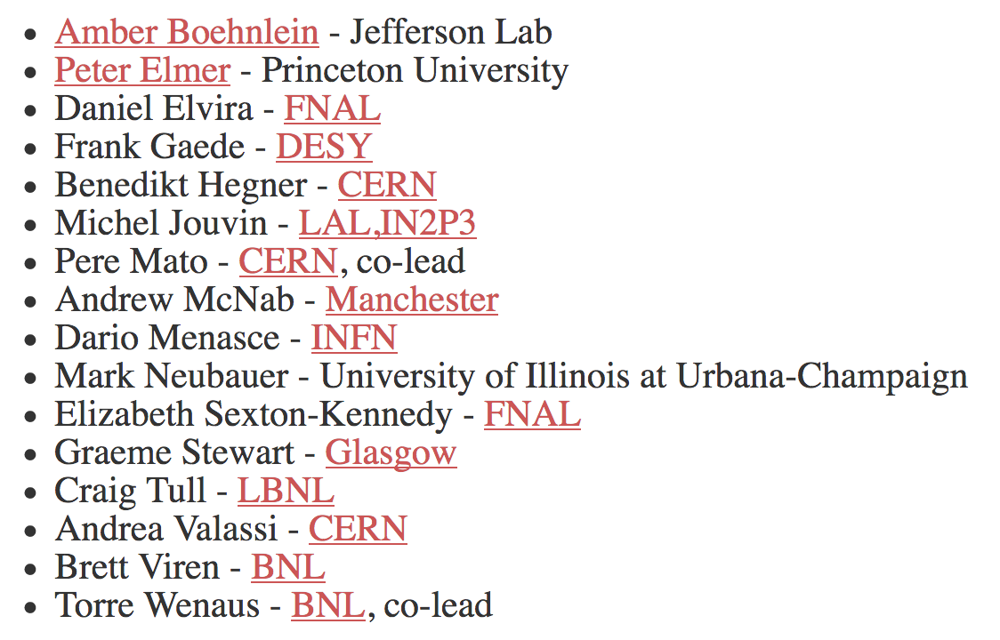 • Amber Boehnlein - Jefferson Lab
• Peter Elmer - Princeton University
• Daniel Elvira - FNAL
• Frank Gaede - DESY
• Benedikt Hegner - CERN
• Michel Jouvin - LAL,IN2P3
• Pere Mato - CERN, co-lead
• Andrew McNab - Manchester
• Dario Menasce - INFN
• Mark Neubauer - University of Illinois at Urbana-Champaign
• Elizabeth Sexton-Kennedy - FNAL
• Graeme Stewart - Glasgow
• Craig Tull - LBNL
• Andrea Valassi - CERN
• Brett Viren - BNL
• Torre Wenaus - BNL, co-lead